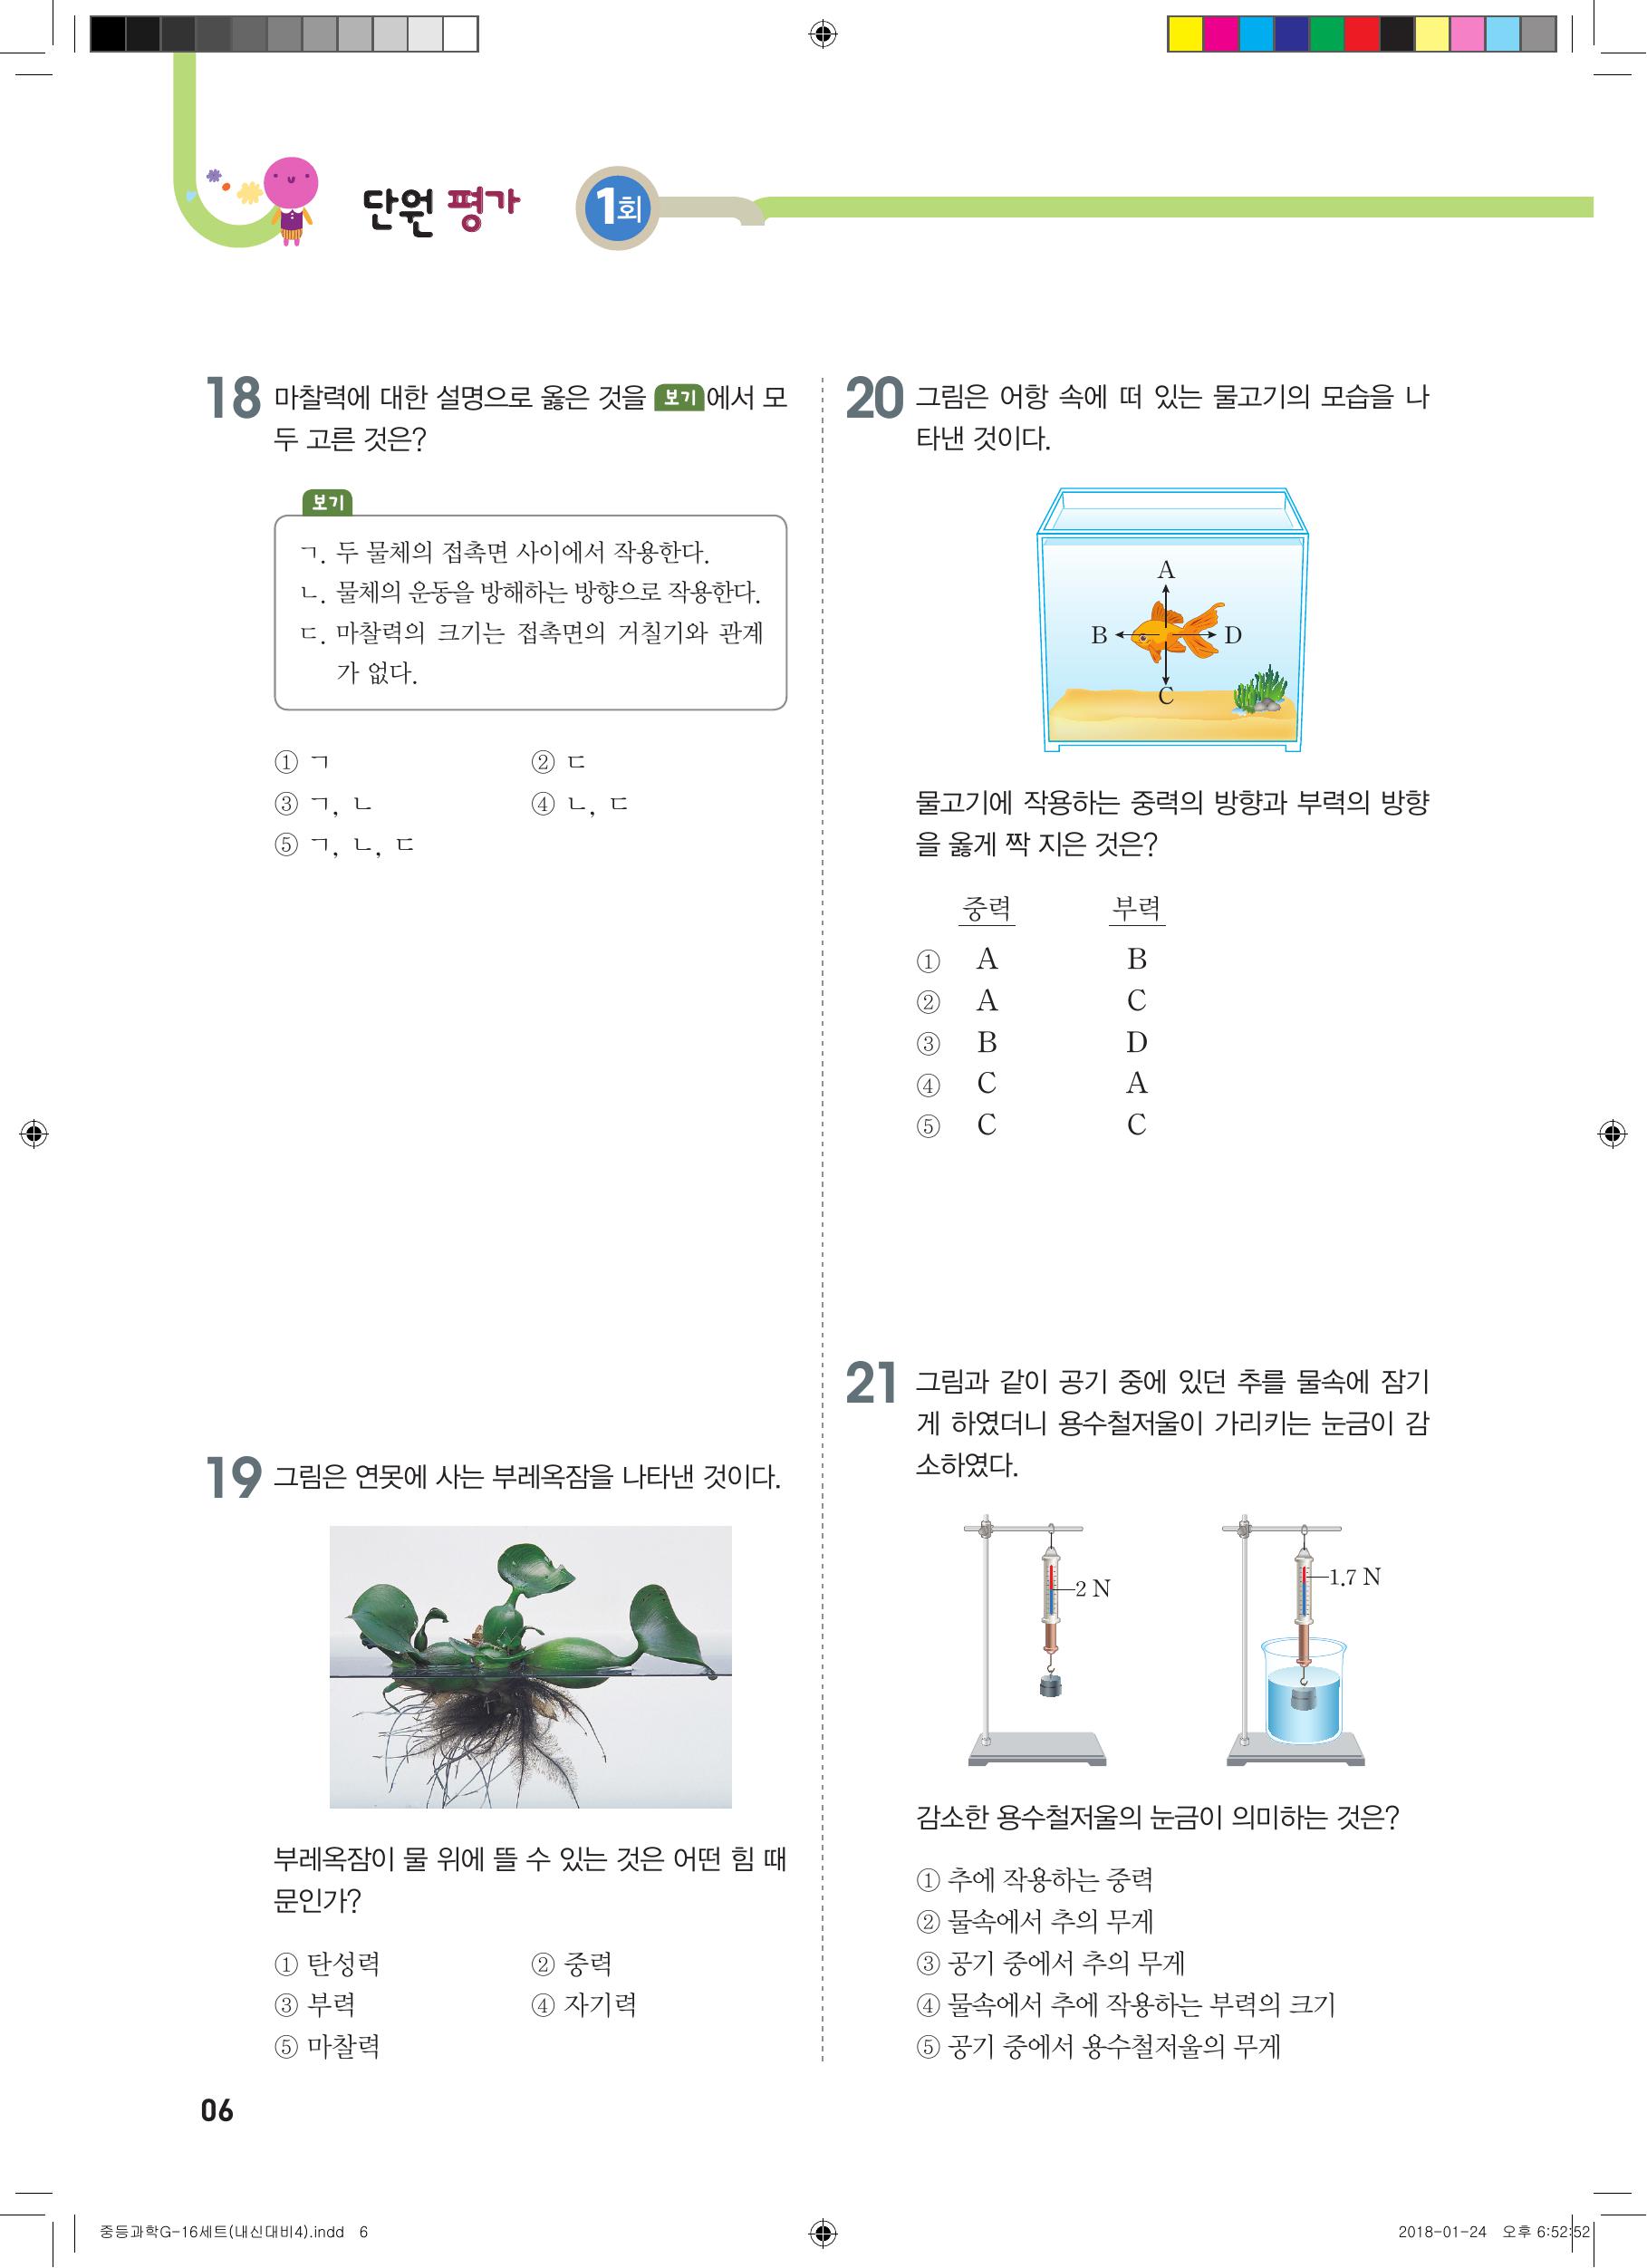 단원 평가 1회
18 마찰력에 대한 설명으로 옳은 것을 보기에서 모
두 고른 것은?
보기
ㄱ. 두 물체의 접촉면 사이에서 작용한다.
ㄴ. 물체의 운동을 방해하는 방향으로 작용한다.
ㄷ. 마찰력의 크기는 접촉면의 거칠기와 관계
가 없다.
① ㄱ ② ㄷ
③ ㄱ, ㄴ ④ ㄴ, ㄷ
⑤ ㄱ, ㄴ, ㄷ
19 그림은 연못에 사는 부레옥잠을 나타낸 것이다.
부레옥잠이 물 위에 뜰 수 있는 것은 어떤 힘 때
문인가?
① 탄성력 ② 중력
③ 부력 ④ 자기력
⑤ 마찰력
20 그림은 어항 속에 떠 있는 물고기의 모습을 나
타낸 것이다.
A
B D
C
물고기에 작용하는 중력의 방향과 부력의 방향
을 옳게 짝 지은 것은?
중력 부력
① A B
② A C
③ B D
④ C A
⑤ C C
21 그림과 같이 공기 중에 있던 추를 물속에 잠기
게 하였더니 용수철저울이 가리키는 눈금이 감
소하였다.
2 N 1.7 N
감소한 용수철저울의 눈금이 의미하는 것은?
① 추에 작용하는 중력
② 물속에서 추의 무게
③ 공기 중에서 추의 무게
④ 물속에서 추에 작용하는 부력의 크기
⑤ 공기 중에서 용수철저울의 무게
06
중등과학G-16세트(내신대비4).indd 6 2018-01-24 오후 6:52:52